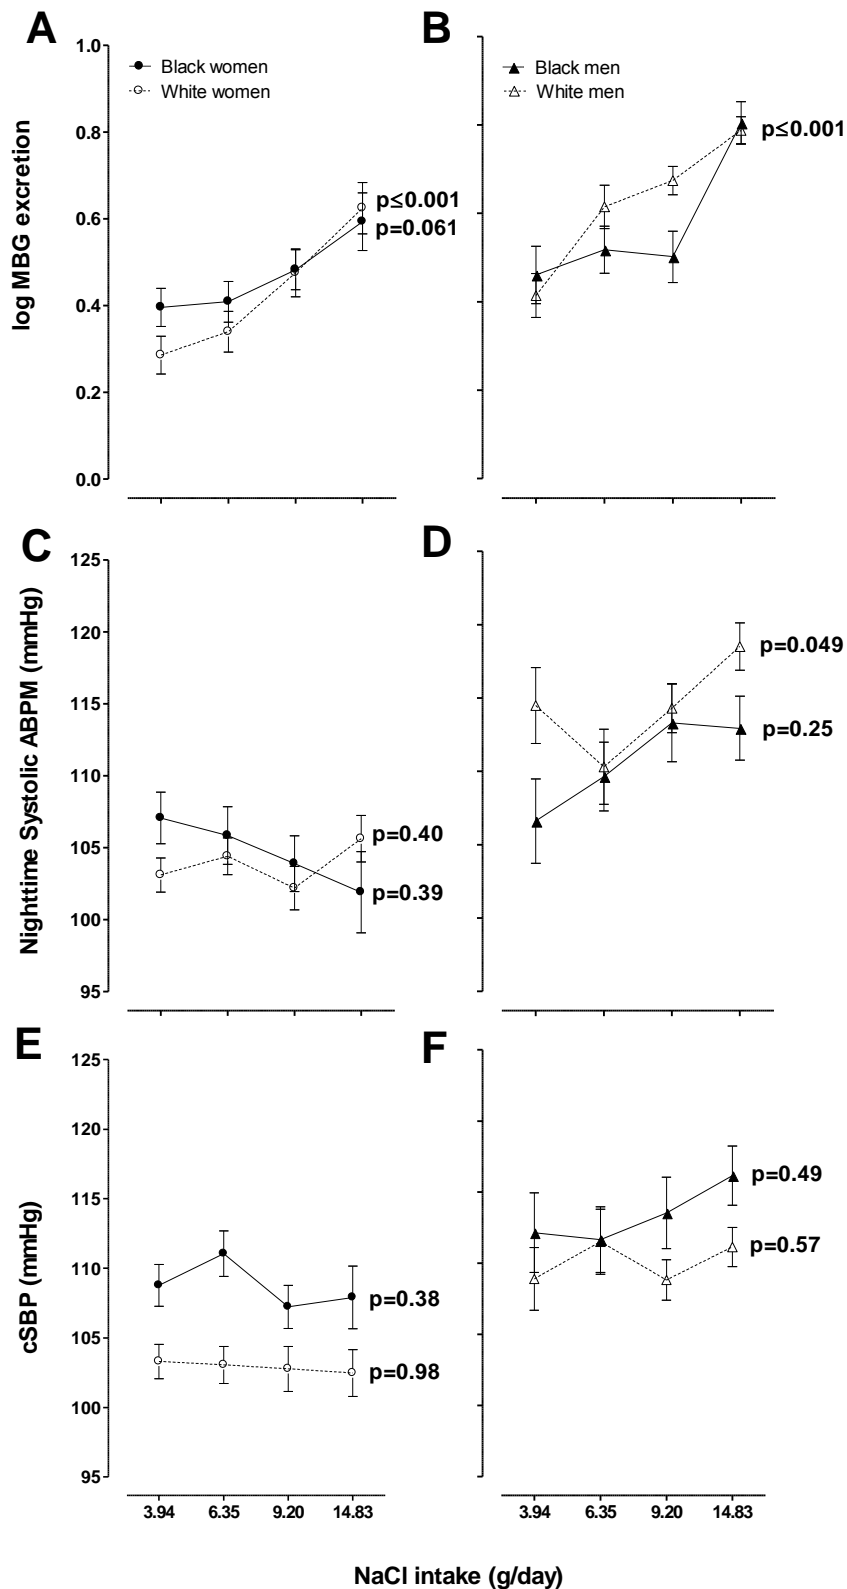 A
B
1.0
0.8
0.6
0.4
0.2
0.0
log MBG excretion
Black women
White women
p≤0.001
p=0.061
Black men
White men
p≤0.001
C
D
125
120
115
110
105
100
95
Nighttime Systolic ABPM (mmHg)
p=0.40
p=0.39
p=0.049
p=0.25
E
F
125
120
115
110
105
100
95
cSBP (mmHg)
p=0.38
p=0.98
p=0.49
p=0.57
3.94 6.35 9.20 14.83
3.94 6.35 9.20 14.83
NaCl intake (g/day)